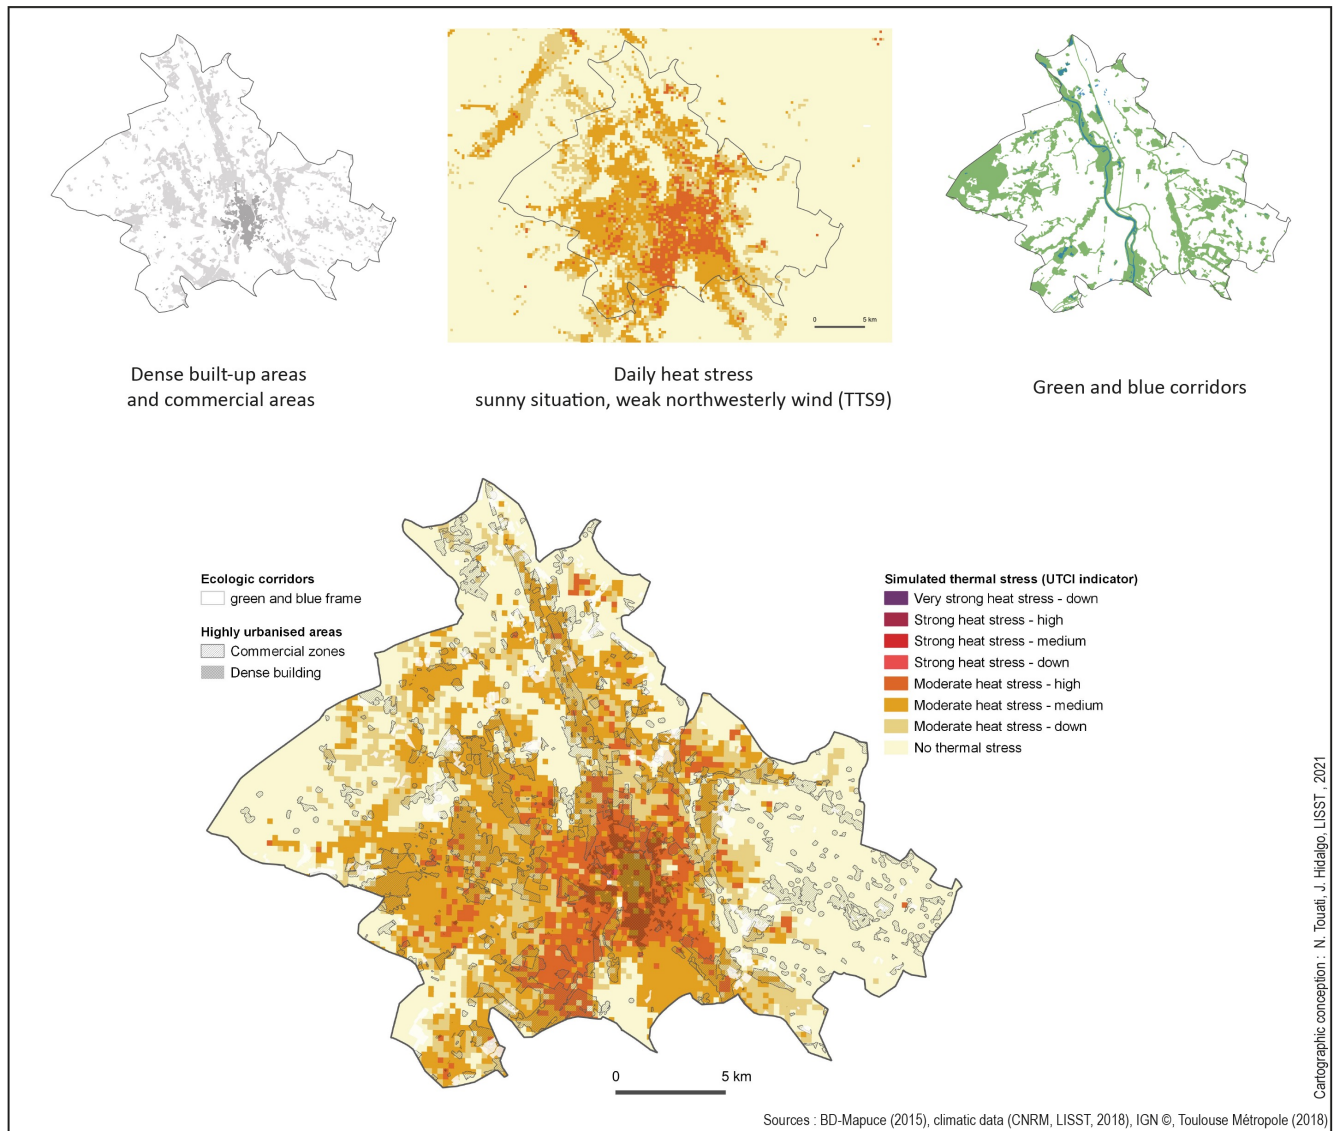 0 5 km
Dense built-up areas
and commercial areas
Daily heat stress
sunny situation, weak northwesterly wind (TTS9)
Green and blue corridors
Ecologic corridors
green and blue frame
Highly urbanised areas
Commercial zones
Dense building
Simulated thermal stress (UTCI indicator)
Very strong heat stress - down
Strong heat stress - high
Strong heat stress - medium
Strong heat stress - down
Moderate heat stress - high
Moderate heat stress - medium
Moderate heat stress - down
No thermal stress
0 5 km
Cartographic conception : N. Touati, J. Hidalgo, LISST , 2021
Sources : BD-Mapuce (2015), climatic data (CNRM, LISST, 2018), IGN ©, Toulouse Métropole (2018)